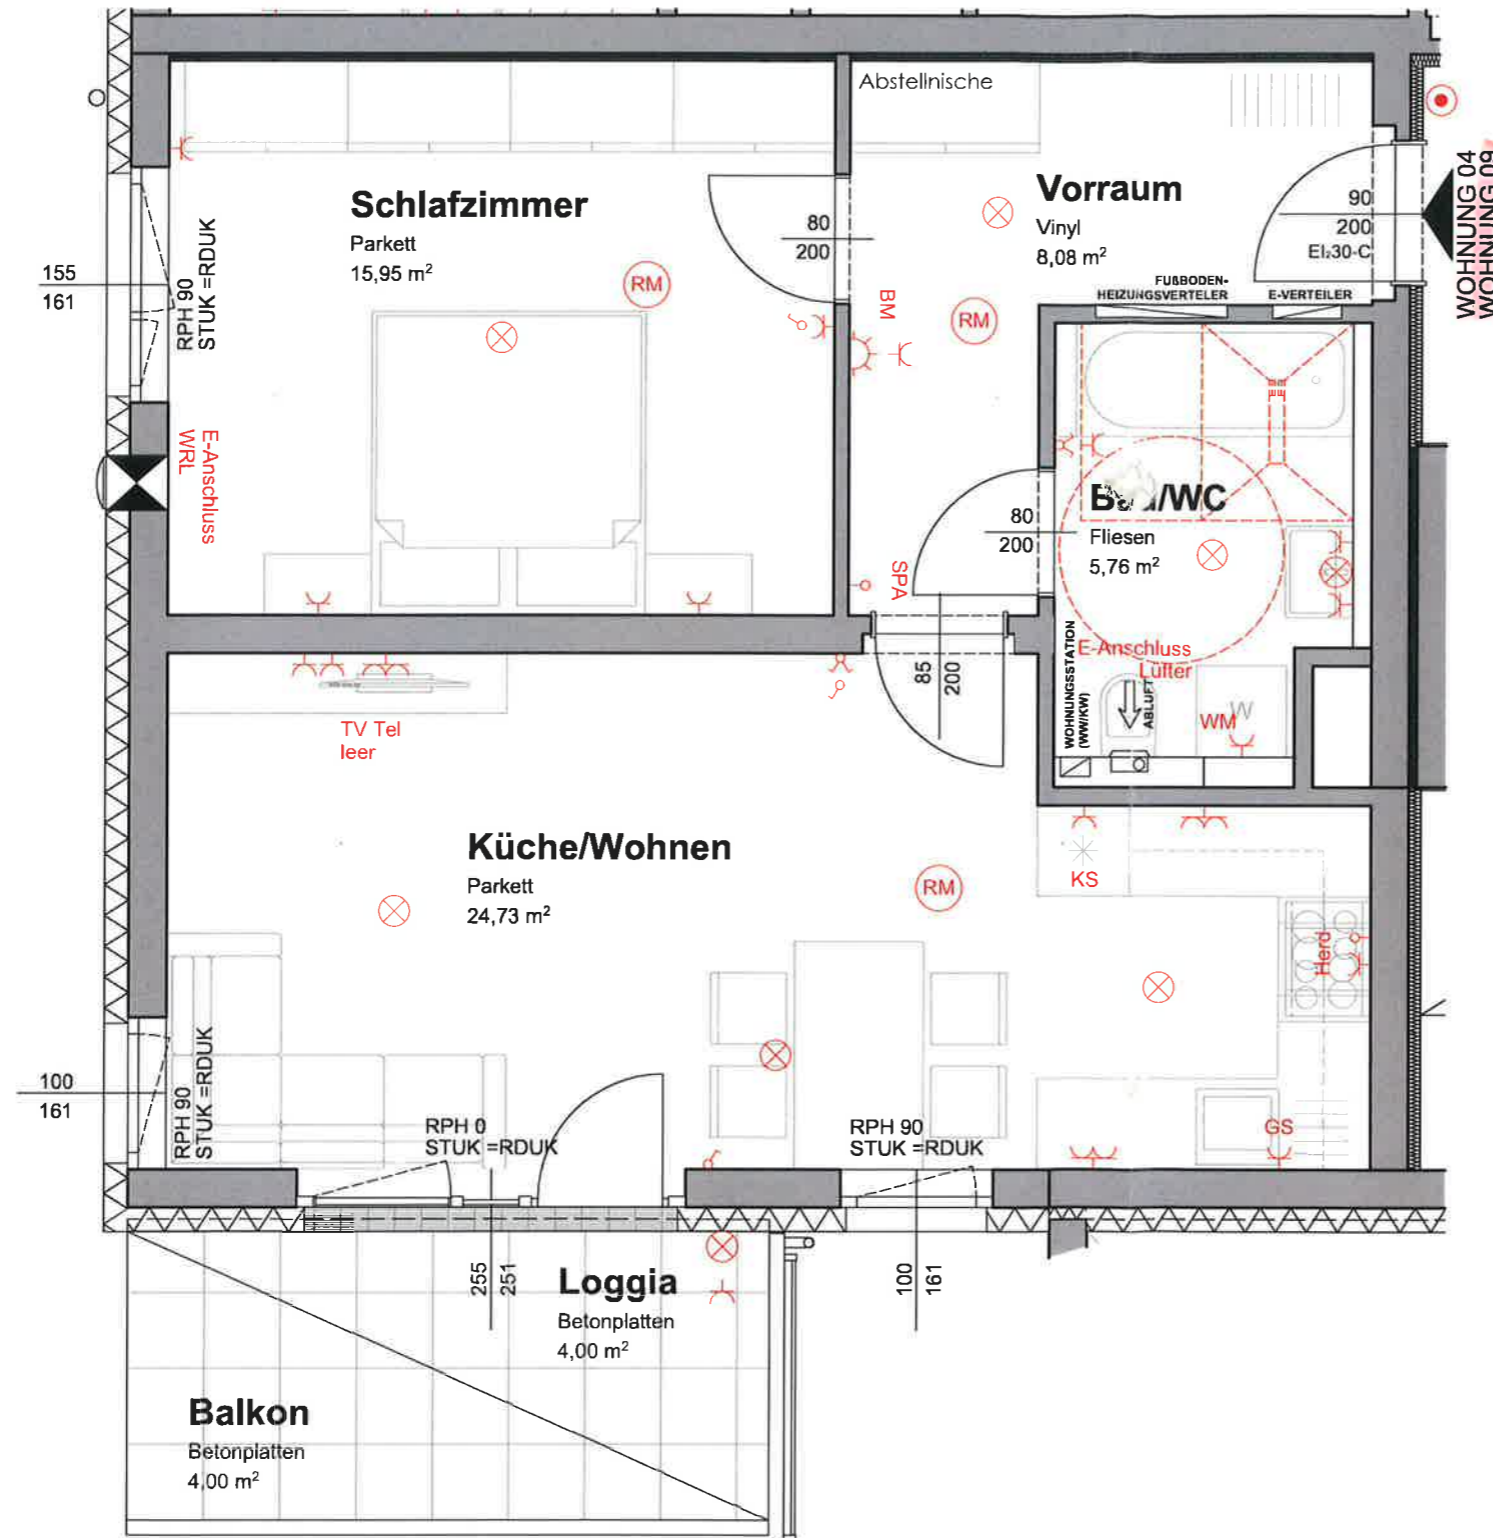 Abstellnische
Schlafzimmer
Parkett
15,95 m²
RM
80
200
Vorraum
Vinyl
8,08 m²
90
200
EI₂30-C
WOHNUNG 04
WOHNUNG 09
155
161
RPH 90
STUK =RDUK
BM
RM
FUßBODEN-
HEIZUNGSVERTELER
E-VERTEILER
E-Anschluss
WRL
80
200
/WC
Fliesen
5,76 m²
SPA
85
200
WOHNUNGSSTATION
(WW/KW)
E-Anschluss
Lüfter
ABLUFT
W
WM
TV Tel
leer
Küche/Wohnen
Parkett
24,73 m²
RM
KS
Herd
100
161
RPH 90
STUK =RDUK
RPH 0
STUK =RDUK
RPH 90
STUK =RDUK
GS
255
251
100
161
Loggia
Betonplatten
4,00 m²
Balkon
Betonplatten
4,00 m²